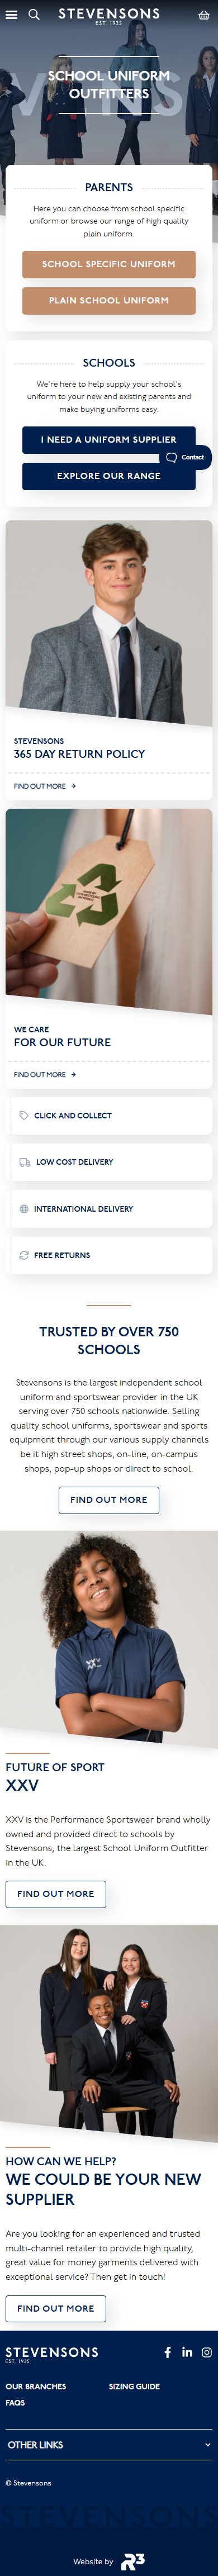 STEVENSONS
EST. 1925
SCHOOL UNIFORM
OUTFITTERS
PARENTS
Here you can choose from school specific
uniform or browse our range of high quality
plain uniform.
SCHOOL SPECIFIC UNIFORM
PLAIN SCHOOL UNIFORM
SCHOOLS
We're here to help supply your school's
uniform to your new and existing parents and
make buying uniforms easy.
I NEED A UNIFORM SUPPLIER
Contact
EXPLORE OUR RANGE
STEVENSONS
365 DAY RETURN POLICY
FIND OUT MORE
WE CARE
FOR OUR FUTURE
FIND OUT MORE
CLICK AND COLLECT
LOW COST DELIVERY
INTERNATIONAL DELIVERY
FREE RETURNS
TRUSTED BY OVER 750
SCHOOLS
Stevensons is the largest independent school
uniform and sportswear provider in the UK
serving over 750 schools nationwide. Selling
quality school uniforms, sportswear and sports
equipment through our various supply channels
be it high street shops, on-line, on-campus
shops, pop-up shops or direct to school.
FIND OUT MORE
FUTURE OF SPORT
XXV
XXV is the Performance Sportswear brand wholly
owned and provided direct to schools by
Stevensons, the largest School Uniform Outfitter
in the UK.
FIND OUT MORE
HOW CAN WE HELP?
WE COULD BE YOUR NEW
SUPPLIER
Are you looking for an experienced and trusted
multi-channel retailer to provide high quality,
great value for money garments delivered with
exceptional service? Then get in touch!
FIND OUT MORE
STEVENSONS
EST. 1925
OUR BRANCHES
SIZING GUIDE
FAQS
OTHER LINKS
© Stevensons
STEVENSONS
Website by R3